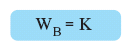 W_B = K